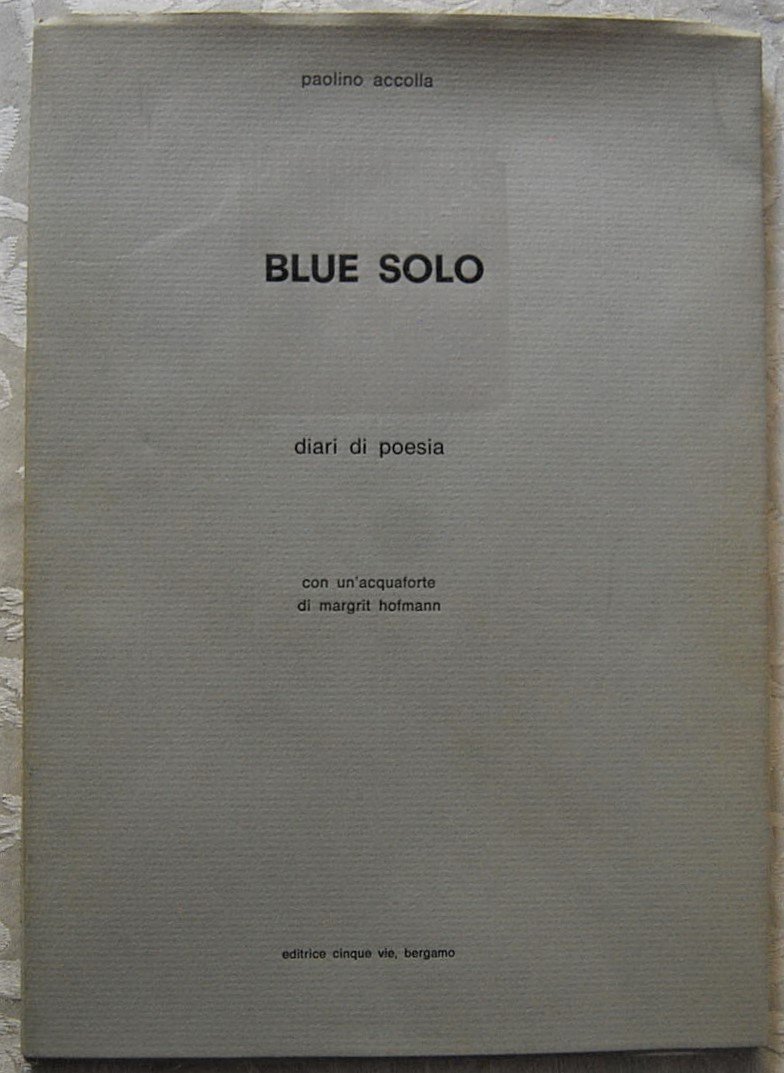 paolino accolla
BLUE SOLO
diari di poesia
con un'acquaforte
di margrit hofmann
editrice cinque vie, bergamo